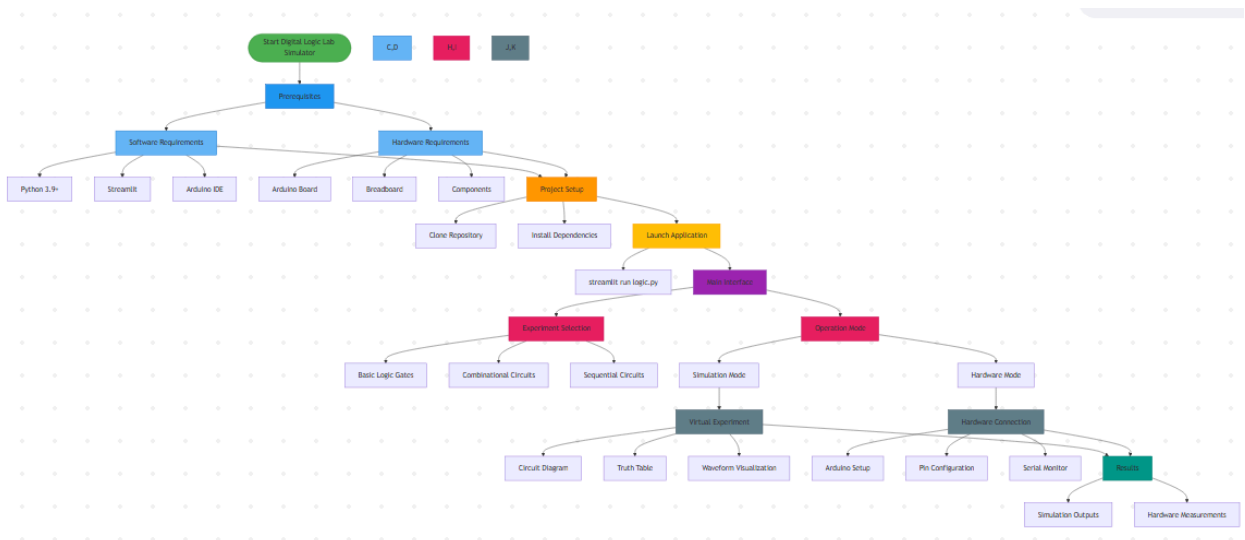 Start Digital Logic Lab
Simulator
C,D
H,I
J,K
Prerequisites
Software Requirements
Hardware Requirements
Python 3.9+
Streamlit
Arduino IDE
Arduino Board
Breadboard
Components
Project Setup
Clone Repository
Install Dependencies
Launch Application
streamlit run logic.py
Main Interface
Experiment Selection
Operation Mode
Basic Logic Gates
Combinational Circuits
Sequential Circuits
Simulation Mode
Hardware Mode
Virtual Experiment
Hardware Connection
Circuit Diagram
Truth Table
Waveform Visualization
Arduino Setup
Pin Configuration
Serial Monitor
Results
Simulation Outputs
Hardware Measurements